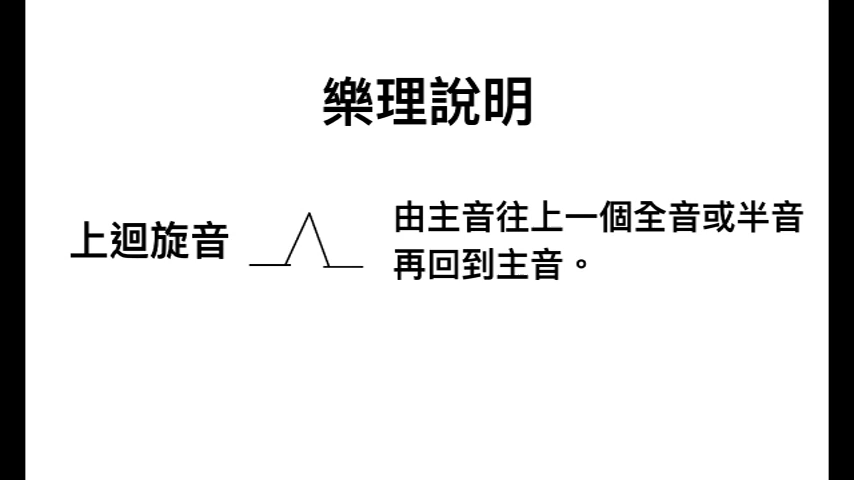 樂理說明
上迴旋音
由主音往上一個全音或半音
再回到主音。